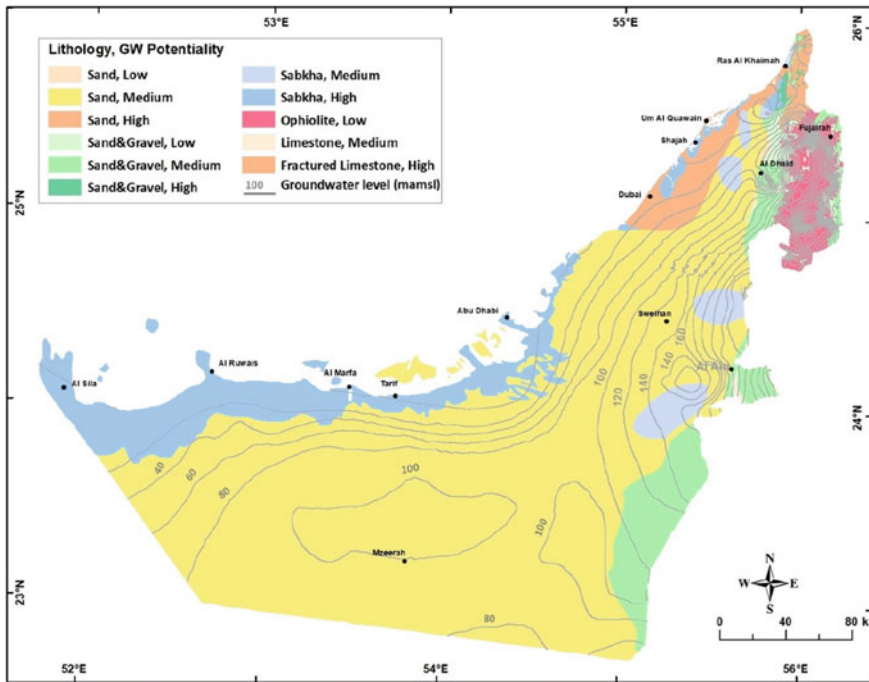 53°E
55°E
26°N
Lithology, GW Potentiality
Sand, Low
Sand, Medium
Sand, High
Sand&Gravel, Low
Sand&Gravel, Medium
Sand&Gravel, High
Sabkha, Medium
Sabkha, High
Ophiolite, Low
Limestone, Medium
Fractured Limestone, High
100 Groundwater level (mamsl)
Ras Al Khaimah
Um Al Quawain
Fujairah
Shajah
Al Dhaid
Dubai
25°N
25°N
Abu Dhabi
Sweihan
160
Al Ruwais
Al Marfa
Tarif
Al Sila
100
120
140
140
Al Ain
24°N
40
60
80
100
100
Mzeerah
80
23°N
N
W E
S
0 20 40 80 k
52°E
54°E
56°E